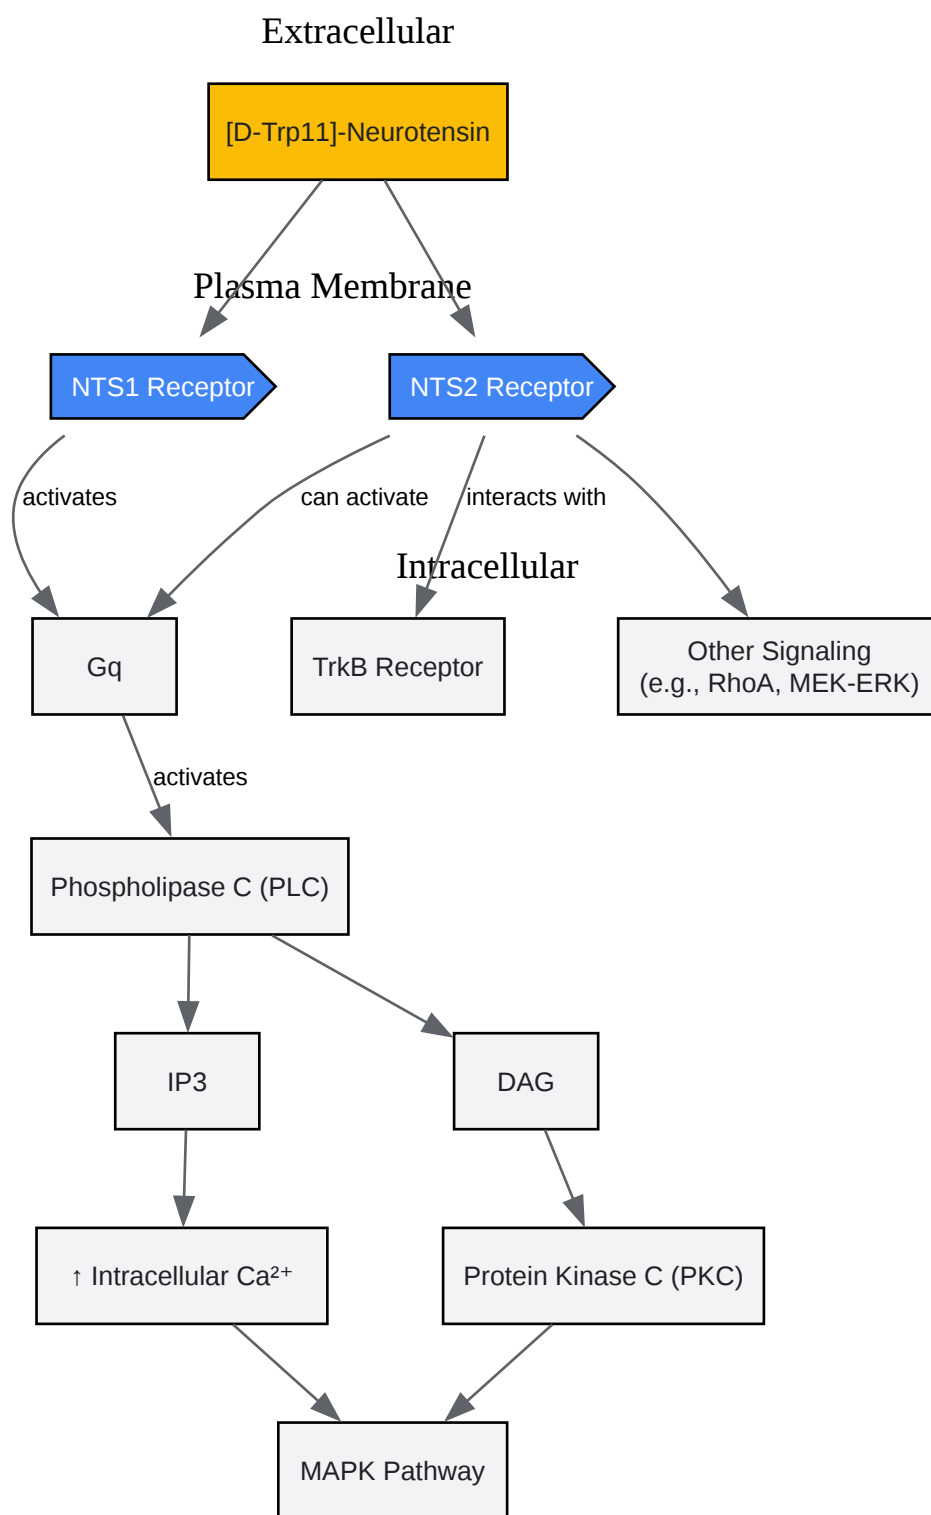 Extracellular
[D-Trp11]-Neurotensin
Plasma Membrane
NTS1 Receptor
NTS2 Receptor
activates
can activate
interacts with
Intracellular
Gq
TrkB Receptor
Other Signaling
(e.g., RhoA, MEK-ERK)
activates
Phospholipase C (PLC)
IP3
DAG
↑ Intracellular Ca²⁺
Protein Kinase C (PKC)
MAPK Pathway